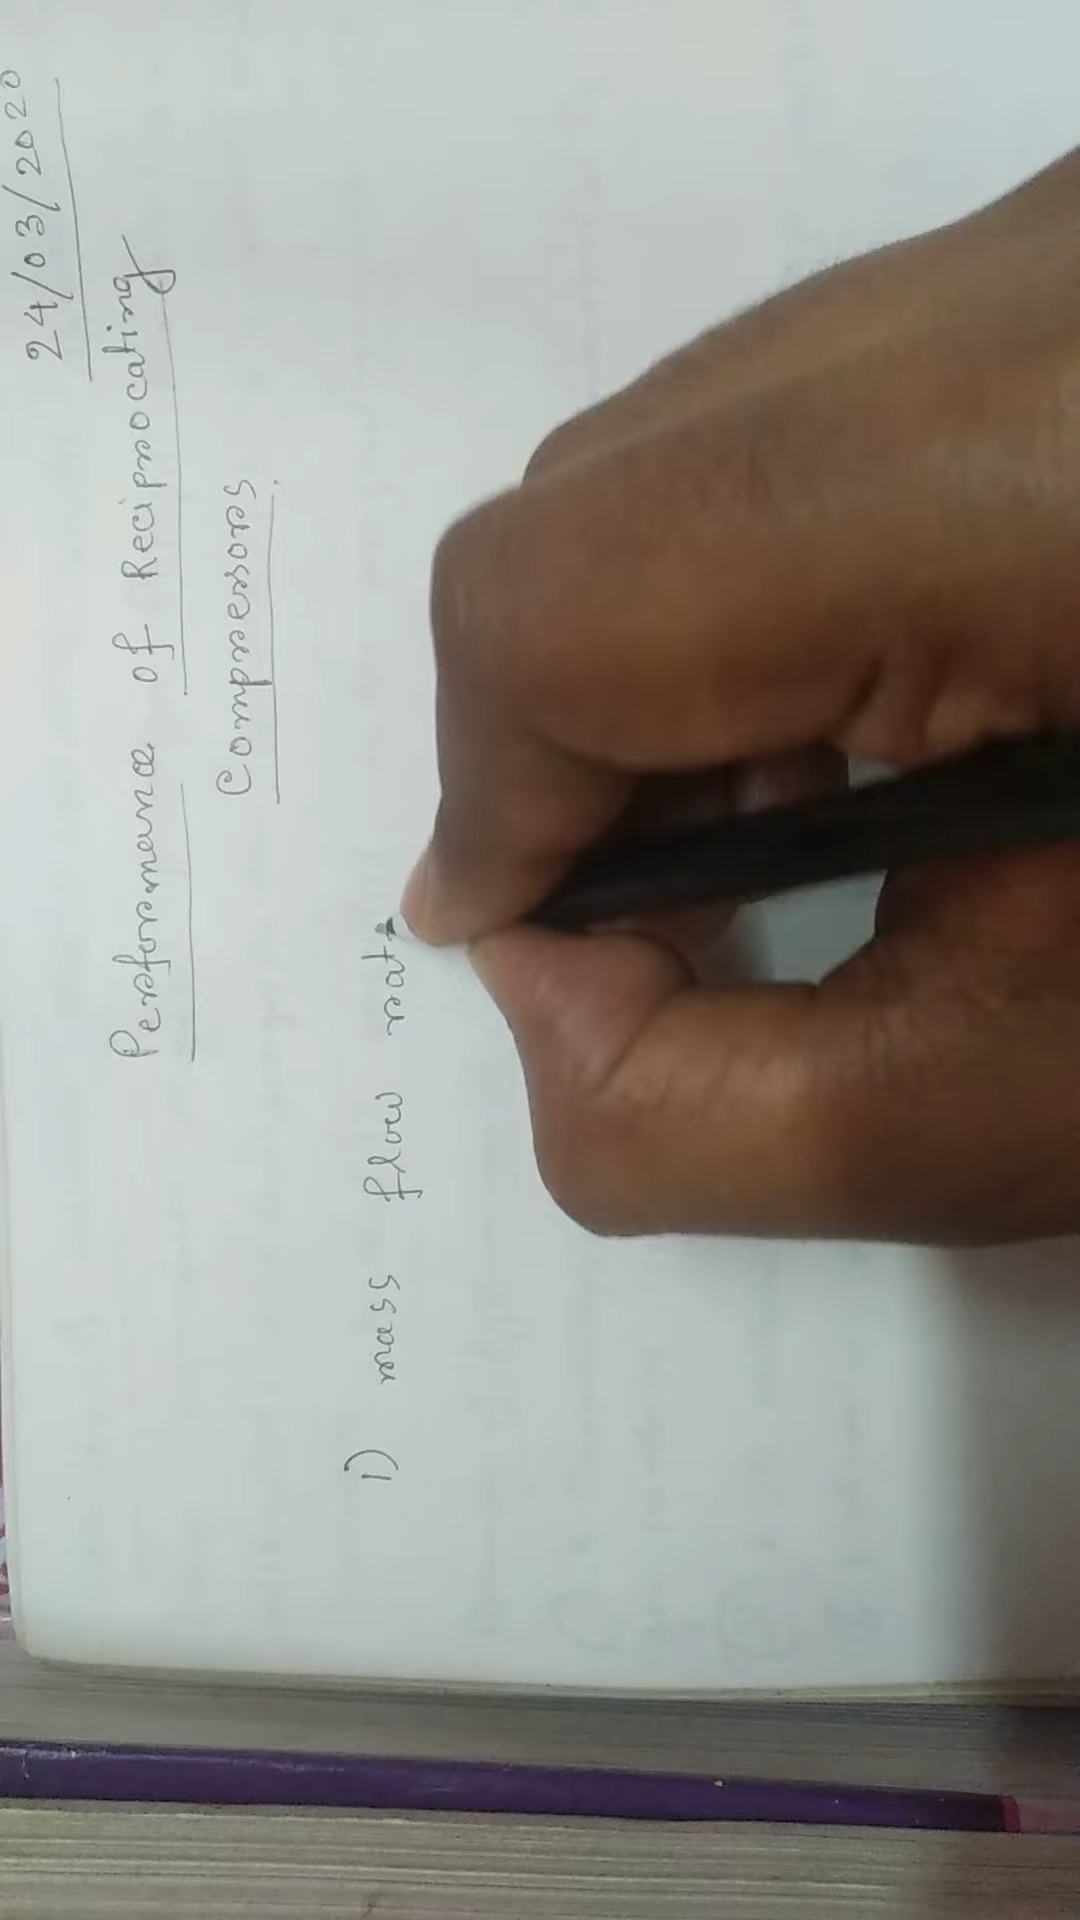 24/03/2020
Performance of Reciprocating
Compressors.
1) mass flow rat